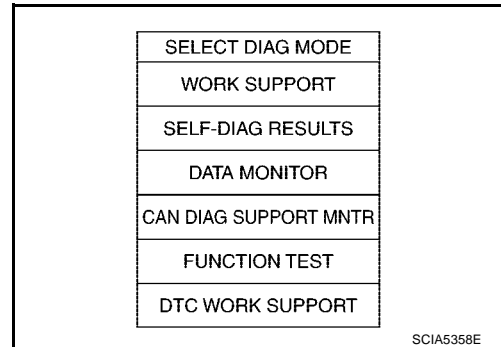 SELECT DIAG MODE
WORK SUPPORT
SELF-DIAG RESULTS
DATA MONITOR
CAN DIAG SUPPORT MNTR
FUNCTION TEST
DTC WORK SUPPORT
SCIA5358E